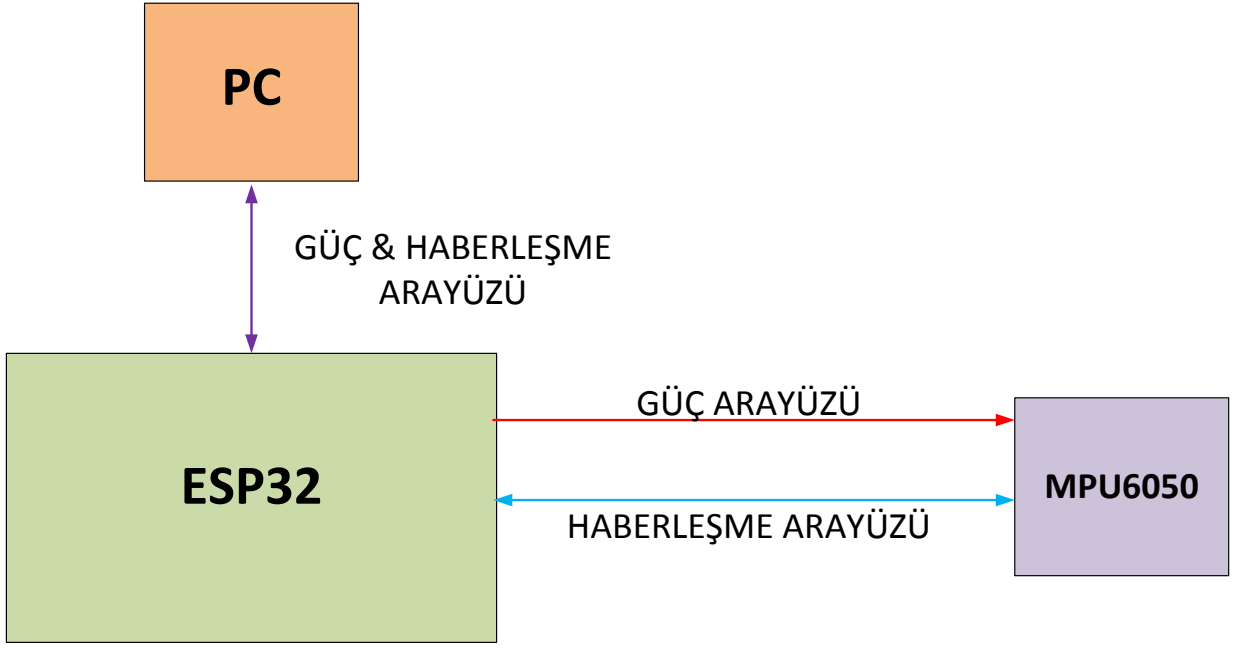 PC
GÜÇ & HABERLEŞME
ARAYÜZÜ
GÜÇ ARAYÜZÜ
ESP32
MPU6050
HABERLEŞME ARAYÜZÜ